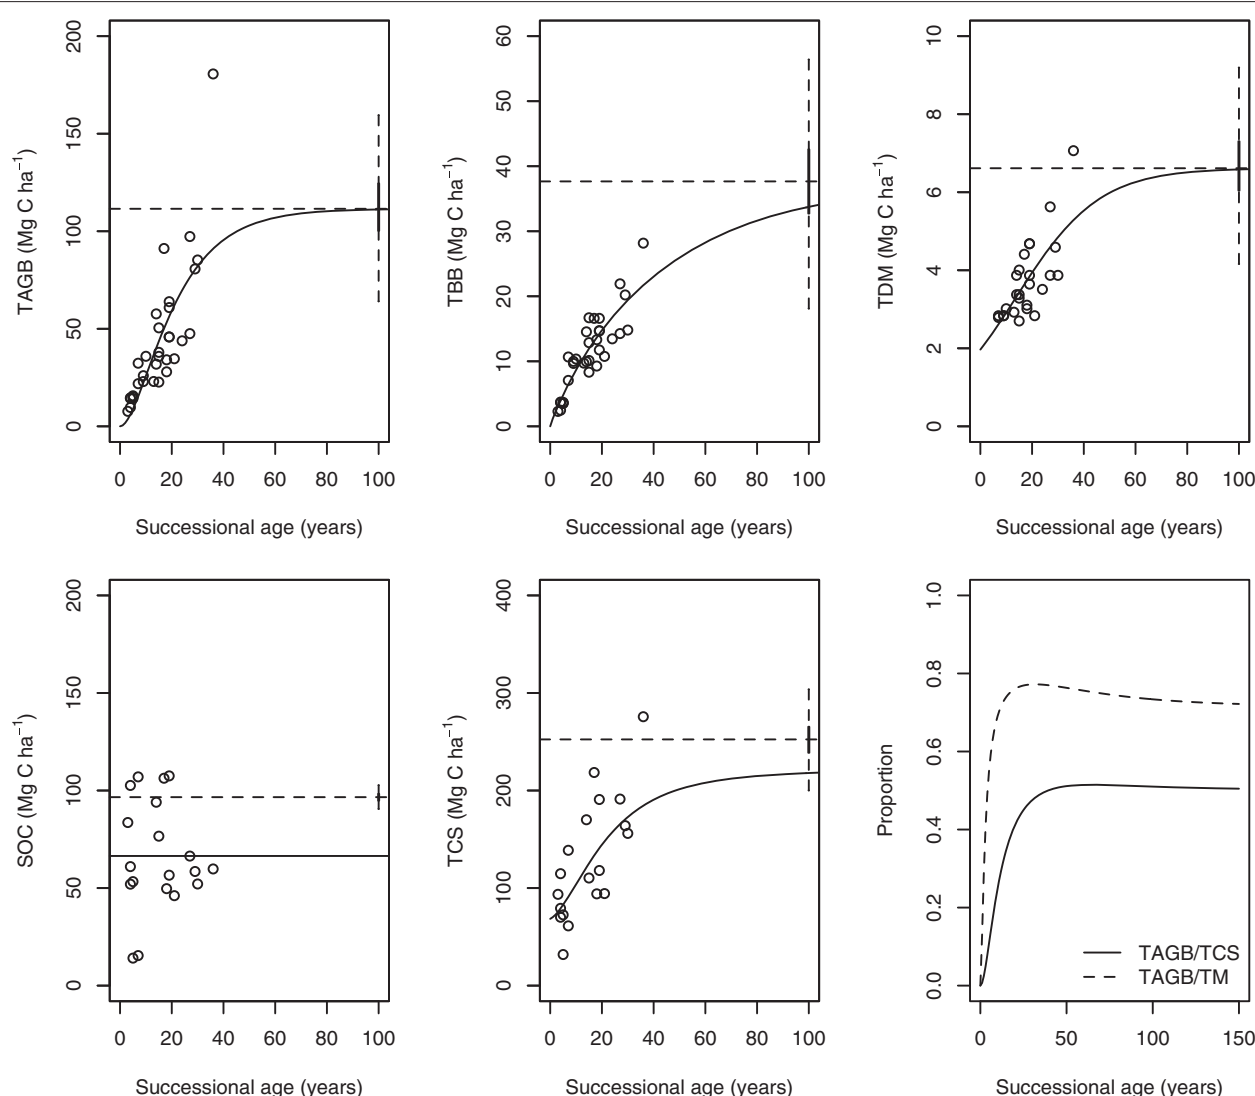 TAGB (Mg C ha⁻¹)
200
150
100
50
0
0 20 40 60 80 100
Successional age (years)
TBB (Mg C ha⁻¹)
60
50
40
30
20
10
0
0 20 40 60 80 100
Successional age (years)
TDM (Mg C ha⁻¹)
10
8
6
4
2
0
0 20 40 60 80 100
Successional age (years)
SOC (Mg C ha⁻¹)
200
150
100
50
0
0 20 40 60 80 100
Successional age (years)
TCS (Mg C ha⁻¹)
400
300
200
100
0
0 20 40 60 80 100
Successional age (years)
Proportion
1.0
0.8
0.6
0.4
0.2
0.0
TAGB/TCS
TAGB/TM
0 50 100 150
Successional age (years)